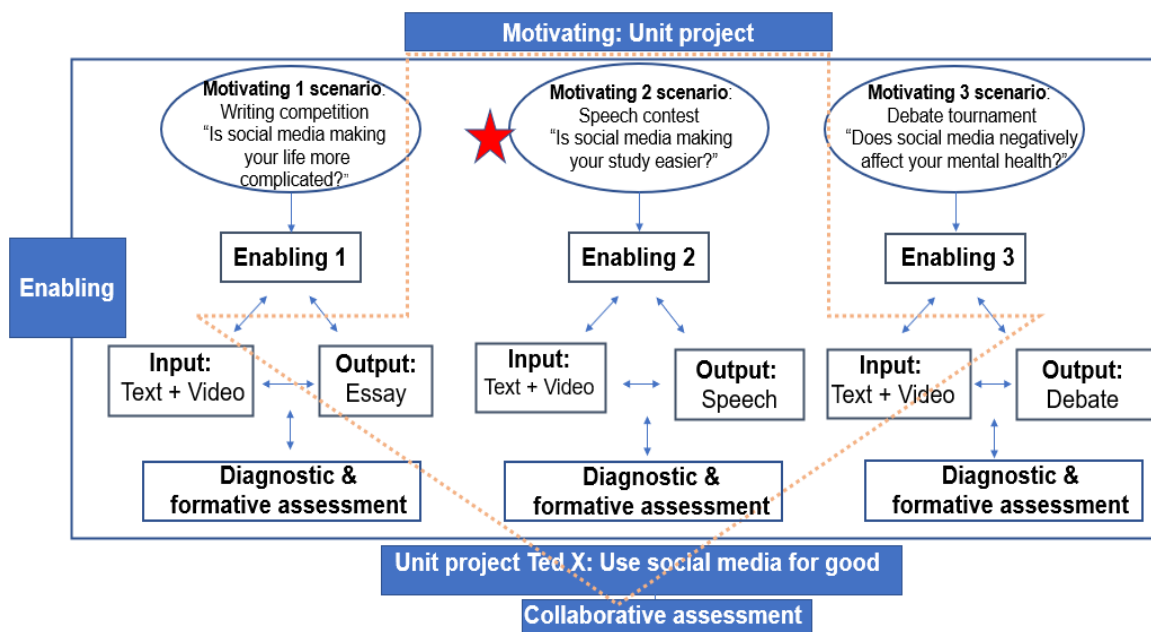 Motivating: Unit project
Motivating 1 scenario:
Writing competition
“Is social media making
your life more
complicated?”
Motivating 2 scenario:
Speech contest
“Is social media making
your study easier?”
Motivating 3 scenario:
Debate tournament
“Does social media negatively
affect your mental health?”
Enabling
Enabling 1
Enabling 2
Enabling 3
Input:
Text + Video
Output:
Essay
Input:
Text + Video
Output:
Speech
Input:
Text + Video
Output:
Debate
Diagnostic &
formative assessment
Diagnostic &
formative assessment
Diagnostic &
formative assessment
Unit project Ted X: Use social media for good
Collaborative assessment